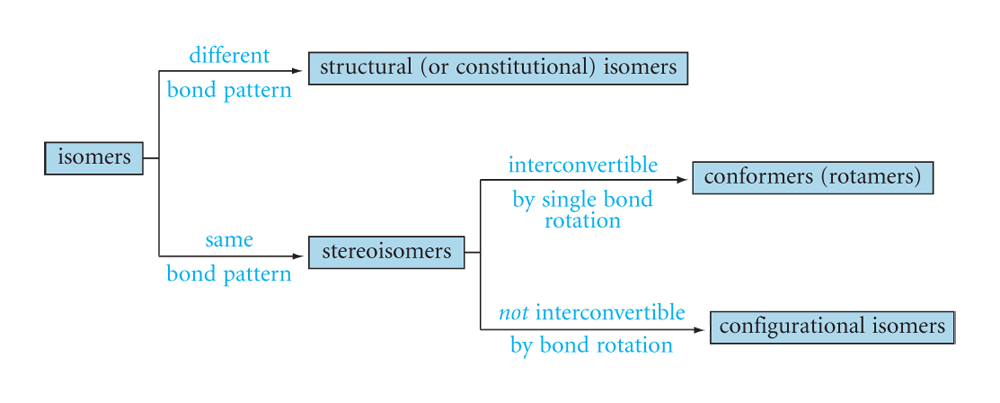 different
bond pattern
structural (or constitutional) isomers
isomers
same
bond pattern
stereoisomers
interconvertible
by single bond
rotation
conformers (rotamers)
not interconvertible
by bond rotation
configurational isomers